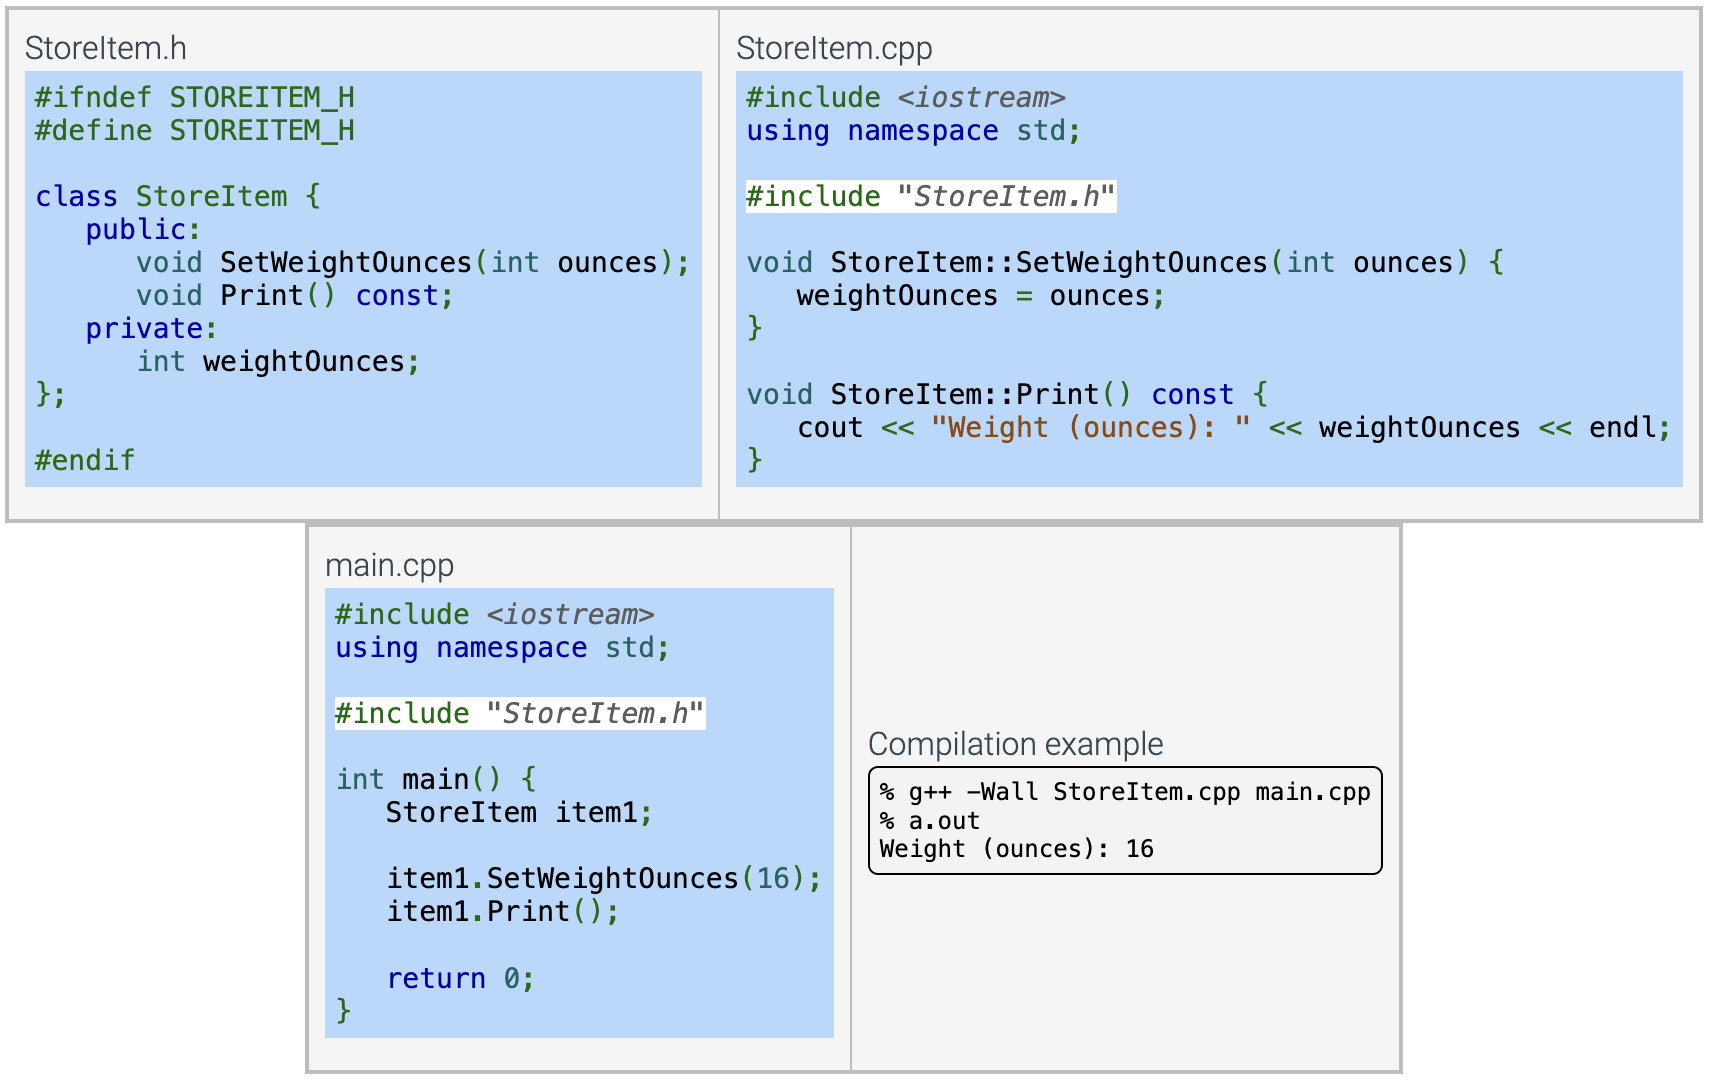 StoreItem.h
#ifndef STOREITEM_H
#define STOREITEM_H
class StoreItem {
   public:
      void SetWeightOunces(int ounces);
      void Print() const;
   private:
      int weightOunces;
};
#endif
StoreItem.cpp
#include <iostream>
using namespace std;
#include "StoreItem.h"
void StoreItem::SetWeightOunces(int ounces) {
   weightOunces = ounces;
}
void StoreItem::Print() const {
   cout << "Weight (ounces): " << weightOunces << endl;
}
main.cpp
#include <iostream>
using namespace std;
#include "StoreItem.h"
int main() {
   StoreItem item1;
   item1.SetWeightOunces(16);
   item1.Print();
   return 0;
}
Compilation example
% g++ -Wall StoreItem.cpp main.cpp
% a.out
Weight (ounces): 16